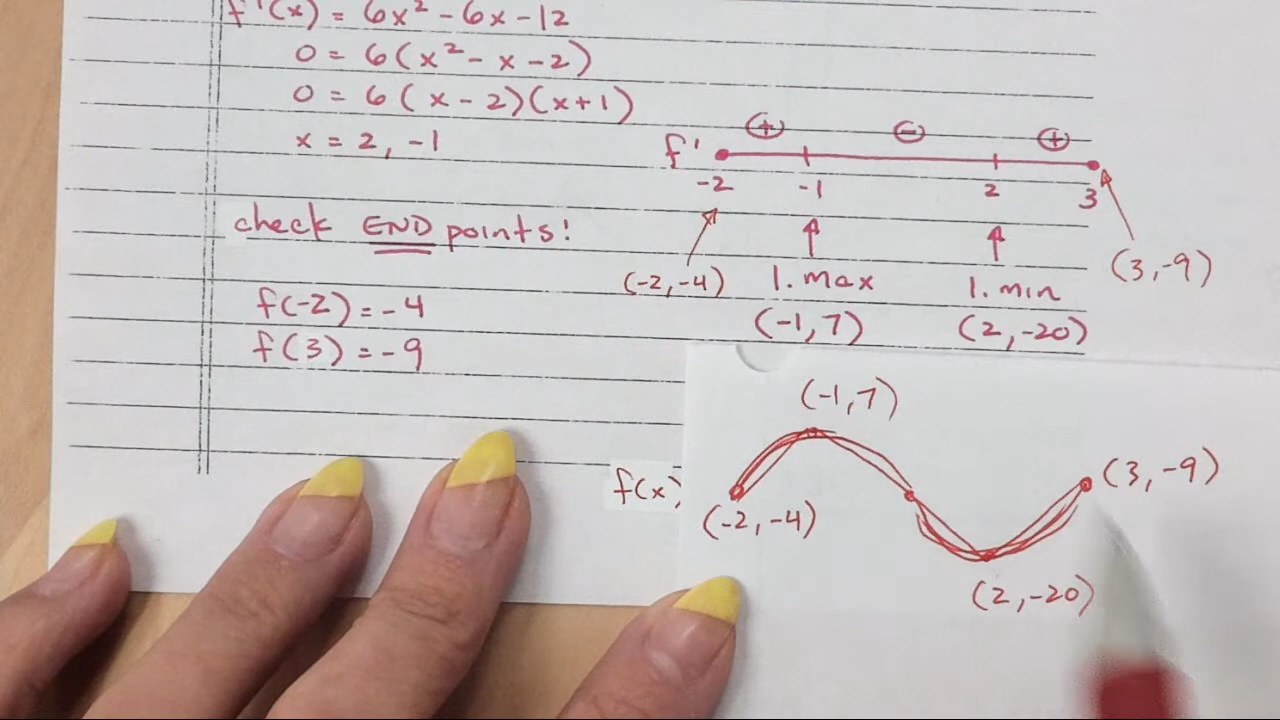 f'(x) = 6x² - 6x - 12
0 = 6(x² - x - 2)
0 = 6(x - 2)(x + 1)
x = 2, -1
⊕ ⊖ ⊕
f'
-2 -1 2 3
check END points!
(-2, -4) l. max l. min (3, -9)
(-1, 7) (2, -20)
f(-2) = -4
f(3) = -9
(-1, 7)
f(x)
(3, -9)
(-2, -4)
(2, -20)